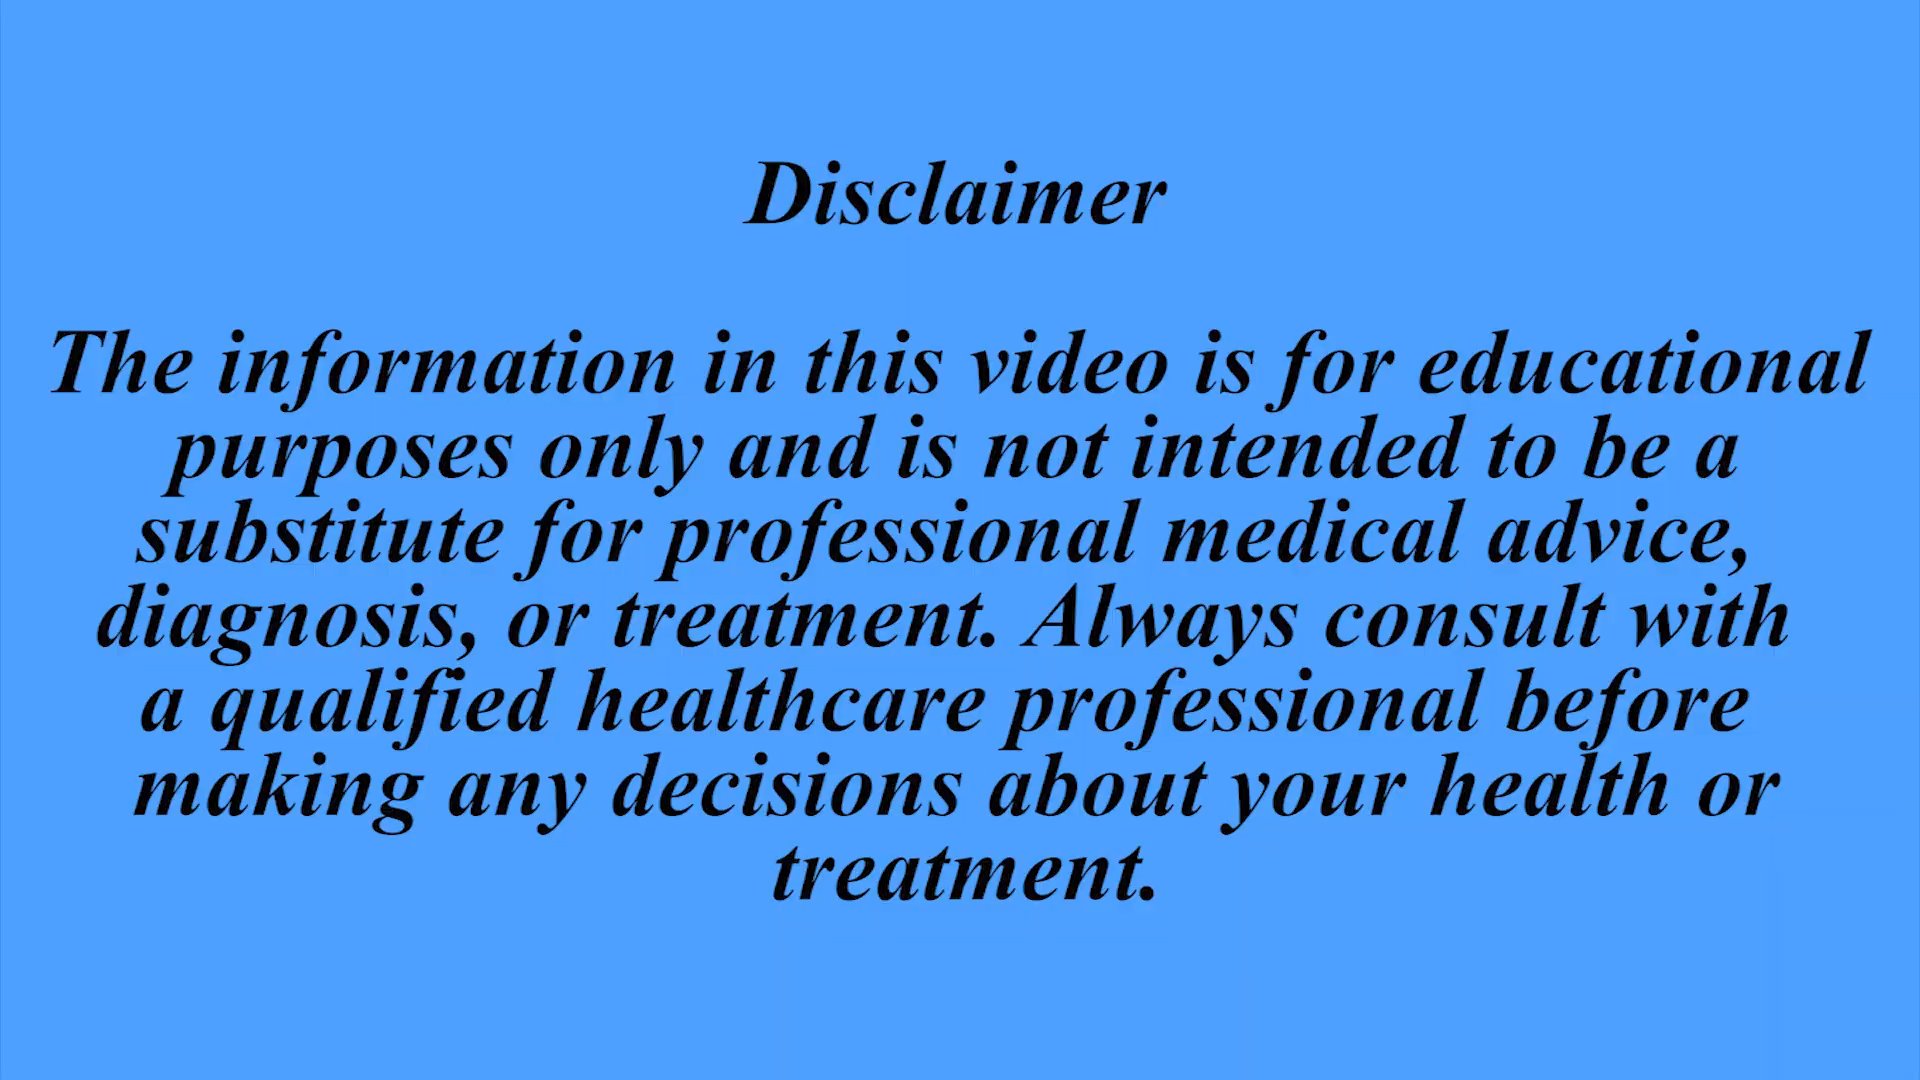 Disclaimer
The information in this video is for educational
purposes only and is not intended to be a
substitute for professional medical advice,
diagnosis, or treatment. Always consult with
a qualified healthcare professional before
making any decisions about your health or
treatment.